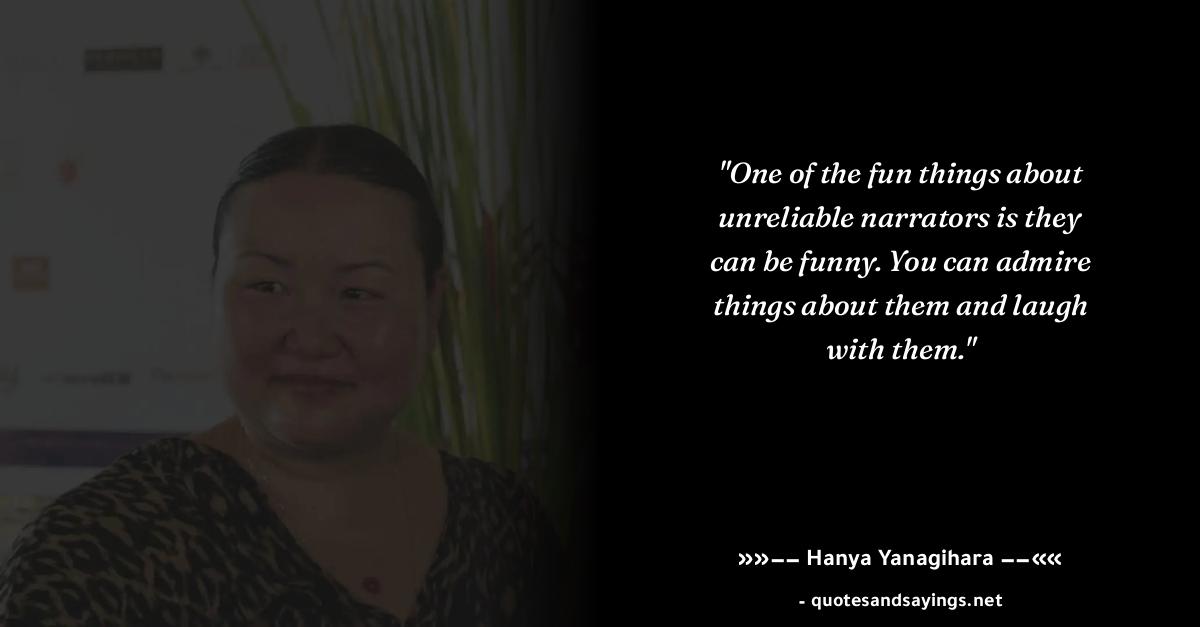 "One of the fun things about
unreliable narrators is they
can be funny. You can admire
things about them and laugh
with them."
»»−− Hanya Yanagihara −−««
- quotesandsayings.net